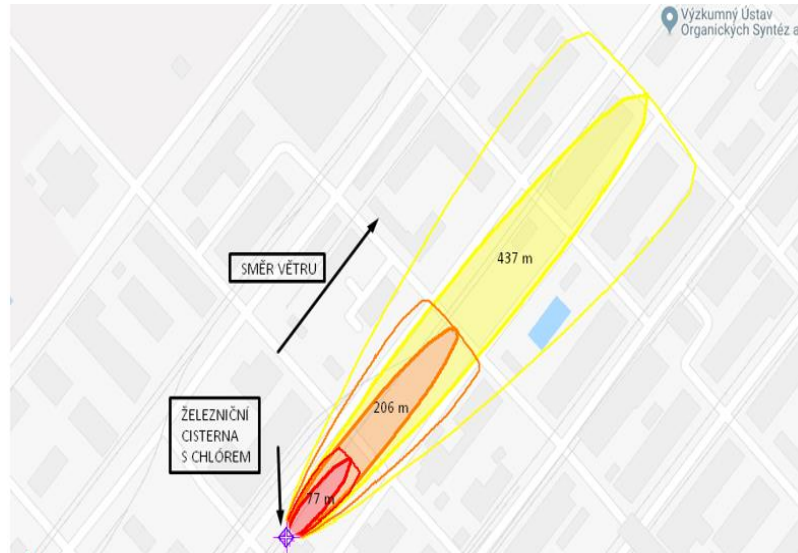 Výzkumný Ústav
Organických Syntéz a
437 m
SMĚR VĚTRU
206 m
ŽELEZNIČNÍ
CISTERNA
S CHLÓREM
77 m